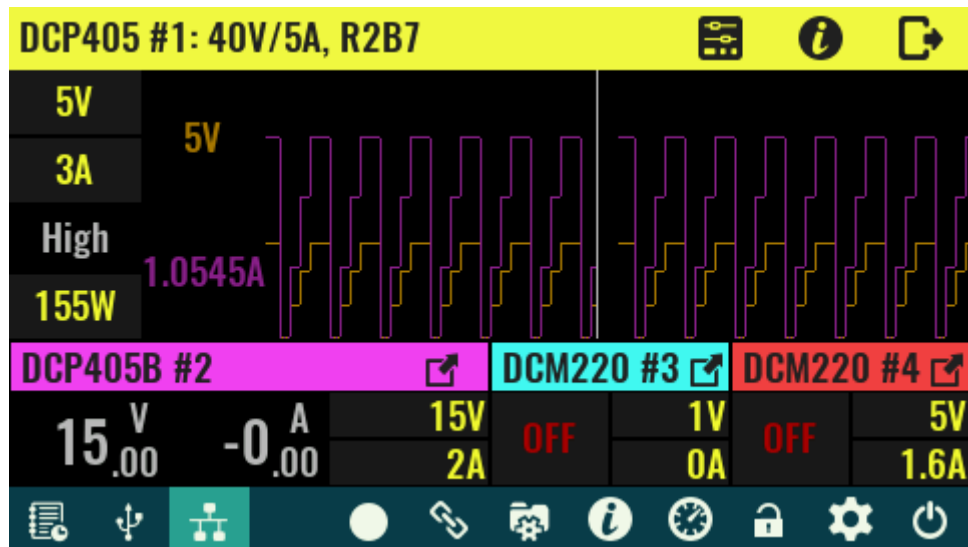 DCP405 #1: 40V/5A, R2B7
5V
5V
3A
High
1.0545A
155W
DCP405B #2
DCM220 #3
DCM220 #4
15.00 V
-0.00 A
15V
2A
OFF
1V
0A
OFF
5V
1.6A